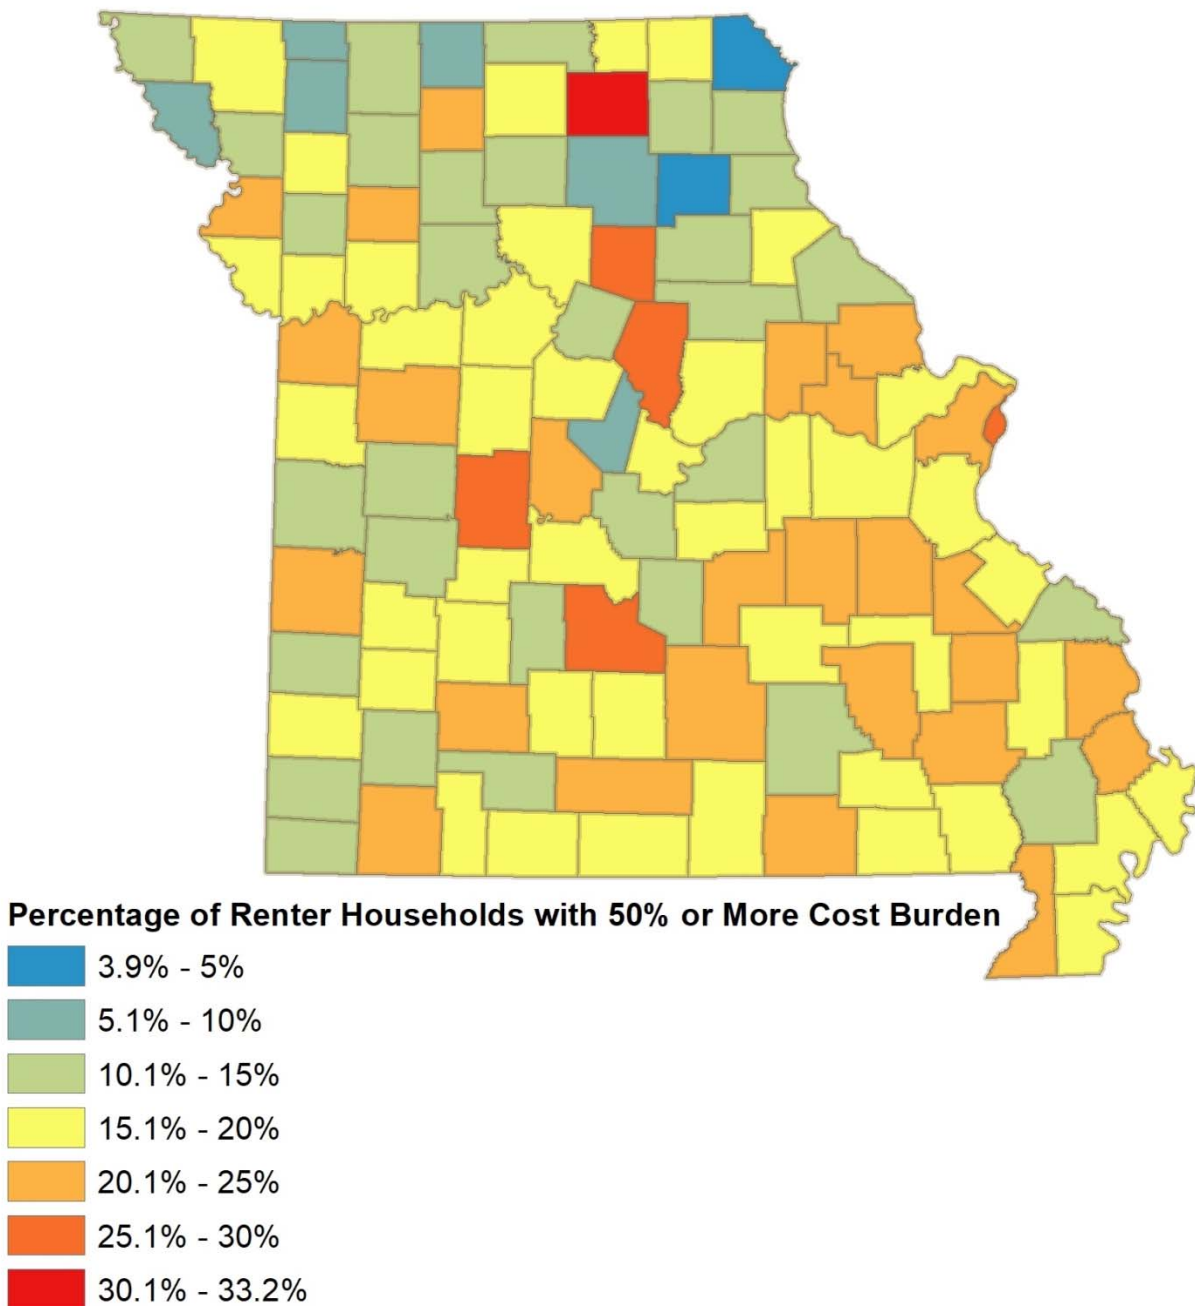 Percentage of Renter Households with 50% or More Cost Burden
3.9% - 5%
5.1% - 10%
10.1% - 15%
15.1% - 20%
20.1% - 25%
25.1% - 30%
30.1% - 33.2%